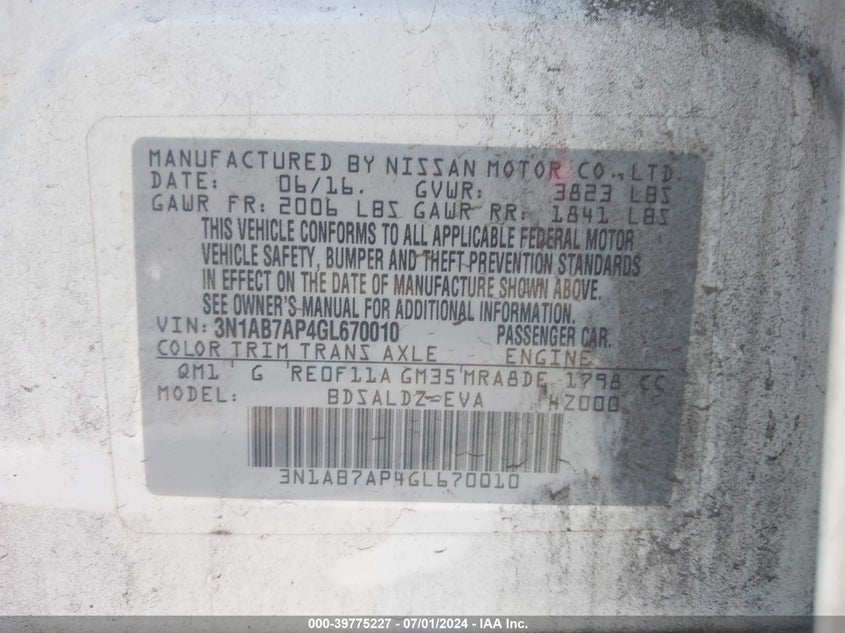 MANUFACTURED BY NISSAN MOTOR CO., LTD.
DATE: 06/16. GVWR: 3823 LBS
GAWR FR: 2006 LBS GAWR RR: 1841 LBS
THIS VEHICLE CONFORMS TO ALL APPLICABLE FEDERAL MOTOR
VEHICLE SAFETY, BUMPER AND THEFT PREVENTION STANDARDS
IN EFFECT ON THE DATE OF MANUFACTURE SHOWN ABOVE.
SEE OWNER'S MANUAL FOR ADDITIONAL INFORMATION.
VIN: 3N1AB7AP4GL670010 PASSENGER CAR.
COLOR TRIM TRANS AXLE ENGINE
QM1 G RE0F11A GM35 MRA8DE 1798 CC
MODEL: BDSALDZ-EVA HZ000
3N1AB7AP4GL670010
000-39775227 - 07/01/2024 - IAA Inc.